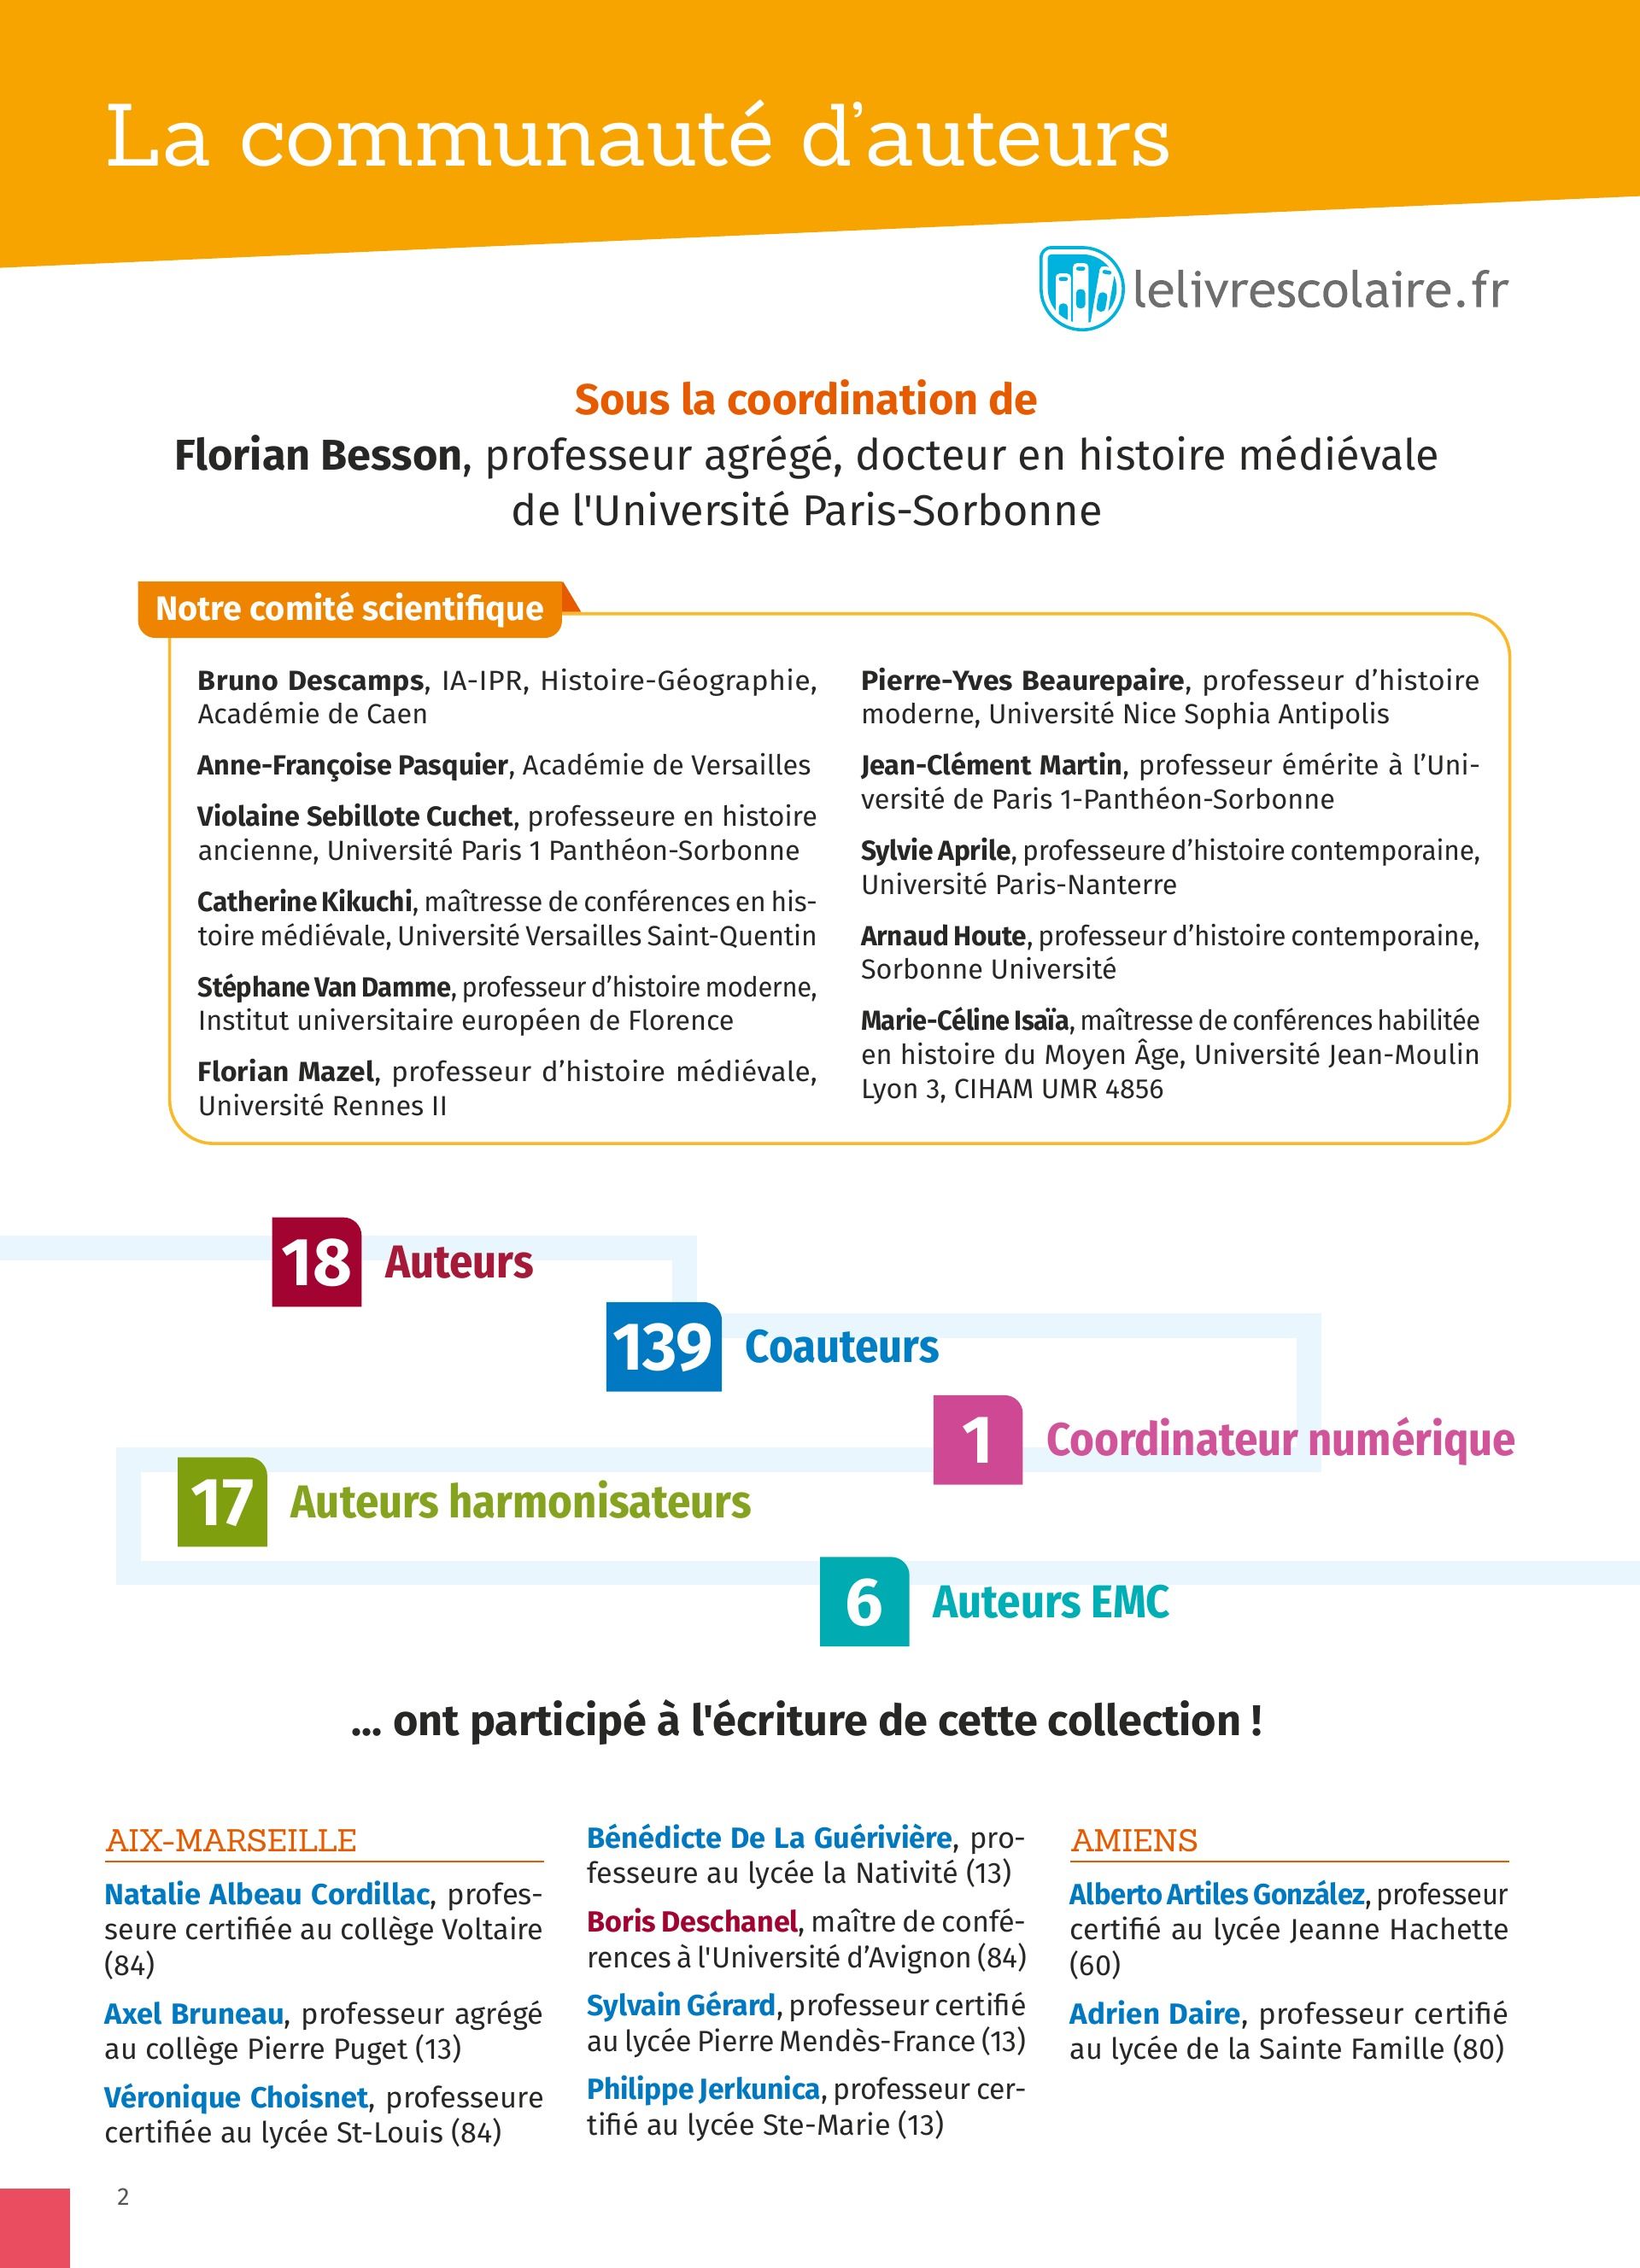 La communauté d’auteurs
lelivrescolaire.fr
Sous la coordination de
Florian Besson, professeur agrégé, docteur en histoire médiévale
de l'Université Paris-Sorbonne
Notre comité scientifique
Bruno Descamps, IA-IPR, Histoire-Géographie,
Académie de Caen
Anne-Françoise Pasquier, Académie de Versailles
Violaine Sebillote Cuchet, professeure en histoire
ancienne, Université Paris 1 Panthéon-Sorbonne
Catherine Kikuchi, maîtresse de conférences en his-
toire médiévale, Université Versailles Saint-Quentin
Stéphane Van Damme, professeur d’histoire moderne,
Institut universitaire européen de Florence
Florian Mazel, professeur d’histoire médiévale,
Université Rennes II
Pierre-Yves Beaurepaire, professeur d’histoire
moderne, Université Nice Sophia Antipolis
Jean-Clément Martin, professeur émérite à l’Uni-
versité de Paris 1-Panthéon-Sorbonne
Sylvie Aprile, professeure d’histoire contemporaine,
Université Paris-Nanterre
Arnaud Houte, professeur d’histoire contemporaine,
Sorbonne Université
Marie-Céline Isaïa, maîtresse de conférences habilitée
en histoire du Moyen Âge, Université Jean-Moulin
Lyon 3, CIHAM UMR 4856
18 Auteurs
139 Coauteurs
1 Coordinateur numérique
17 Auteurs harmonisateurs
6 Auteurs EMC
... ont participé à l'écriture de cette collection !
AIX-MARSEILLE
Natalie Albeau Cordillac, profes-
seure certifiée au collège Voltaire
(84)
Axel Bruneau, professeur agrégé
au collège Pierre Puget (13)
Véronique Choisnet, professeure
certifiée au lycée St-Louis (84)
Bénédicte De La Guérivière, pro-
fesseure au lycée la Nativité (13)
Boris Deschanel, maître de confé-
rences à l'Université d’Avignon (84)
Sylvain Gérard, professeur certifié
au lycée Pierre Mendès-France (13)
Philippe Jerkunica, professeur cer-
tifié au lycée Ste-Marie (13)
AMIENS
Alberto Artiles González, professeur
certifié au lycée Jeanne Hachette
(60)
Adrien Daire, professeur certifié
au lycée de la Sainte Famille (80)
2